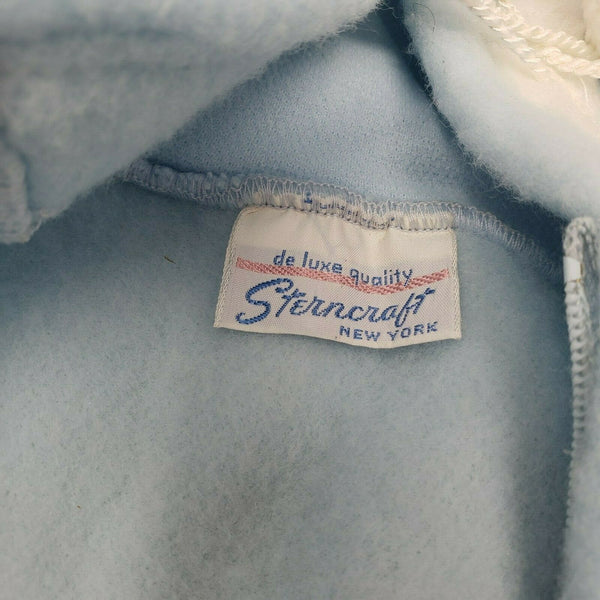 de luxe quality
Sterncraft
NEW YORK